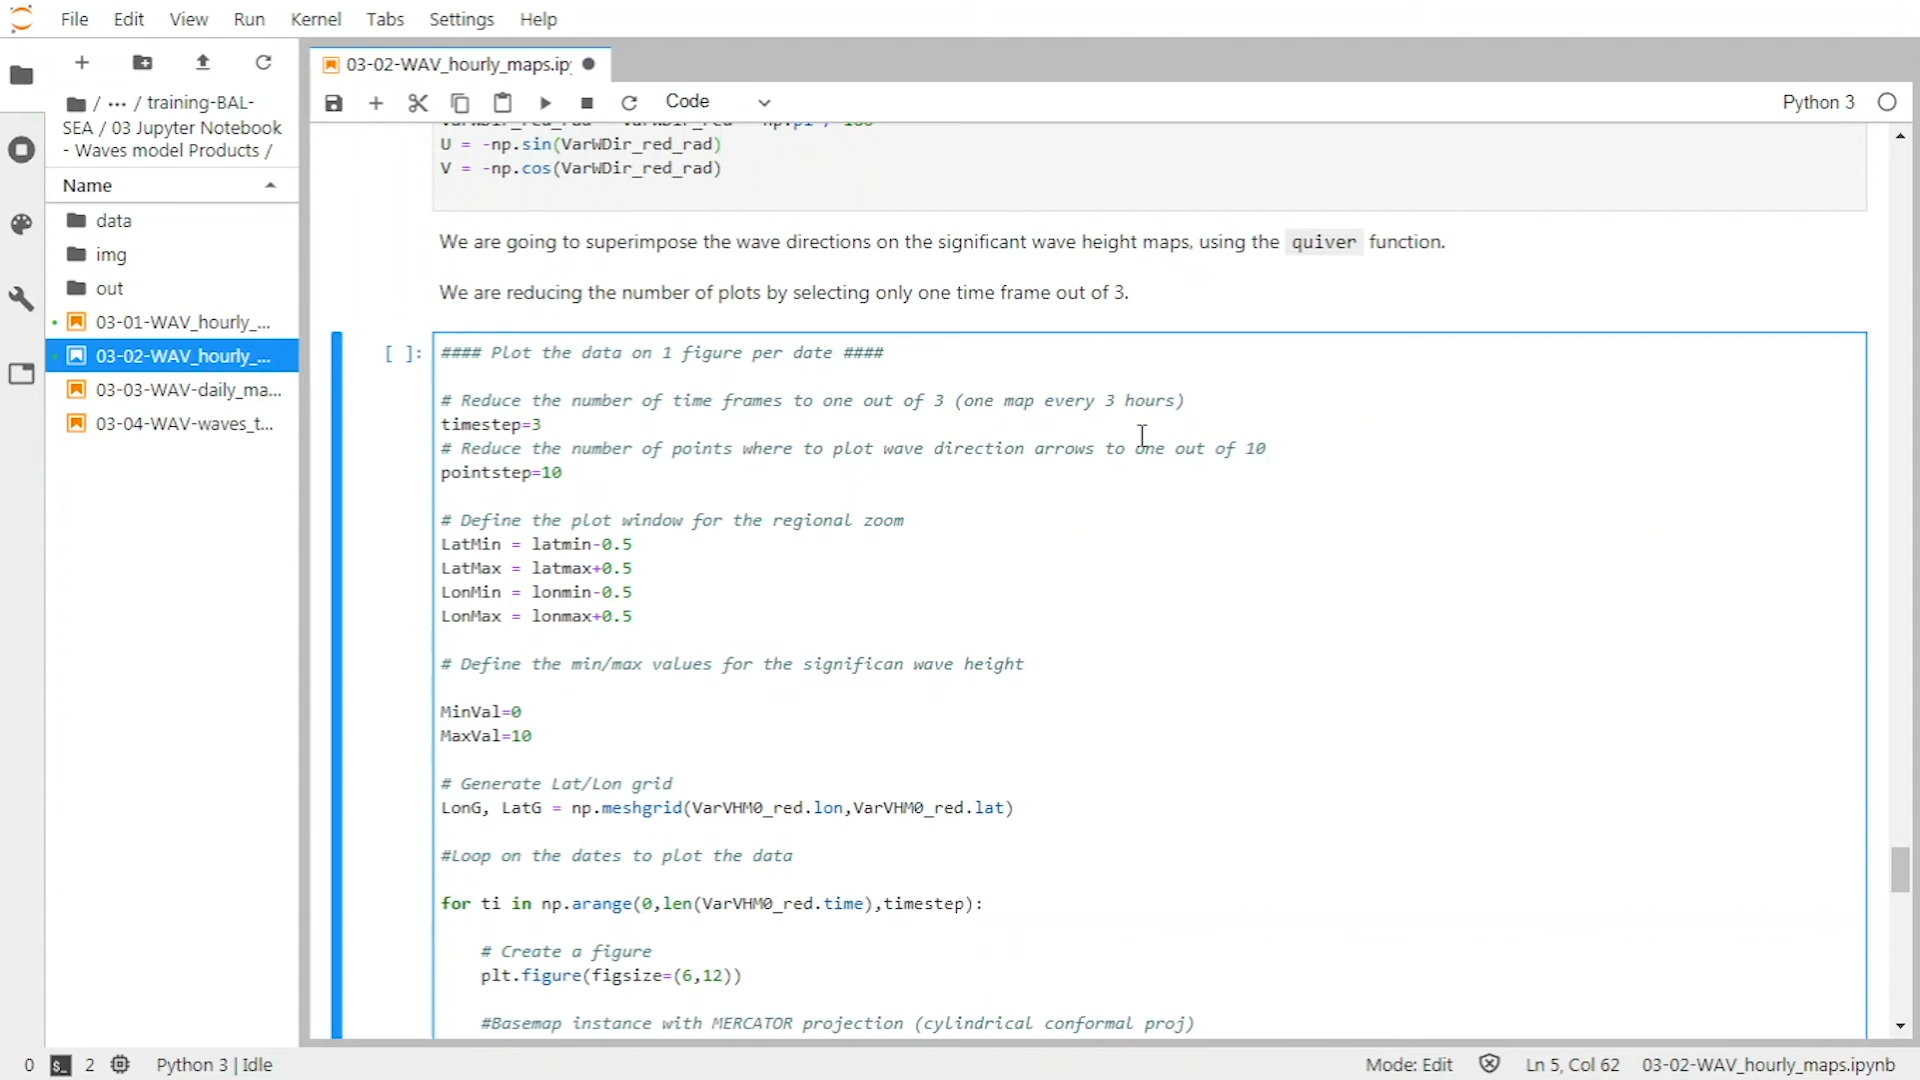 File Edit View Run Kernel Tabs Settings Help
03-02-WAV_hourly_maps.ip
/ ··· / training-BAL-
SEA / 03 Jupyter Notebook
- Waves model Products /
Name
data
img
out
03-01-WAV_hourly_...
03-02-WAV_hourly_...
03-03-WAV-daily_ma...
03-04-WAV-waves_t...
Code
Python 3
U = -np.sin(VarWDir_red_rad)
V = -np.cos(VarWDir_red_rad)
We are going to superimpose the wave directions on the significant wave height maps, using the quiver function.
We are reducing the number of plots by selecting only one time frame out of 3.
[ ]: #### Plot the data on 1 figure per date ####
# Reduce the number of time frames to one out of 3 (one map every 3 hours)
timestep=3
# Reduce the number of points where to plot wave direction arrows to one out of 10
pointstep=10
# Define the plot window for the regional zoom
LatMin = latmin-0.5
LatMax = latmax+0.5
LonMin = lonmin-0.5
LonMax = lonmax+0.5
# Define the min/max values for the significan wave height
MinVal=0
MaxVal=10
# Generate Lat/Lon grid
LonG, LatG = np.meshgrid(VarVHM0_red.lon,VarVHM0_red.lat)
#Loop on the dates to plot the data
for ti in np.arange(0,len(VarVHM0_red.time),timestep):
# Create a figure
plt.figure(figsize=(6,12))
#Basemap instance with MERCATOR projection (cylindrical conformal proj)
0 $_ 2 Python 3 | Idle
Mode: Edit Ln 5, Col 62 03-02-WAV_hourly_maps.ipynb